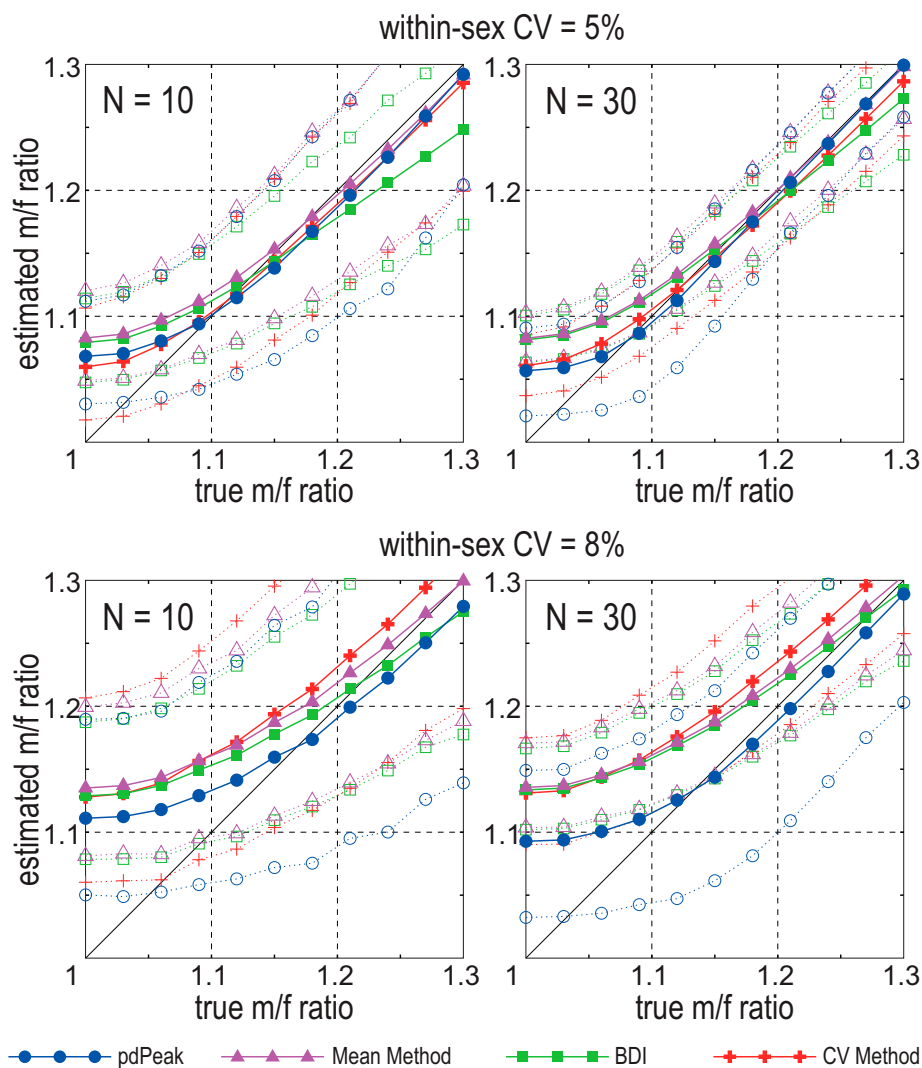 within-sex CV = 5%
N = 10
N = 30
estimated m/f ratio
1.3
1.2
1.1
1
1.1
1.2
1.3
true m/f ratio
1.3
1.2
1.1
1
1.1
1.2
1.3
true m/f ratio
within-sex CV = 8%
N = 10
N = 30
estimated m/f ratio
1.3
1.2
1.1
1
1.1
1.2
1.3
true m/f ratio
1.3
1.2
1.1
1
1.1
1.2
1.3
true m/f ratio
pdPeak
Mean Method
BDI
CV Method